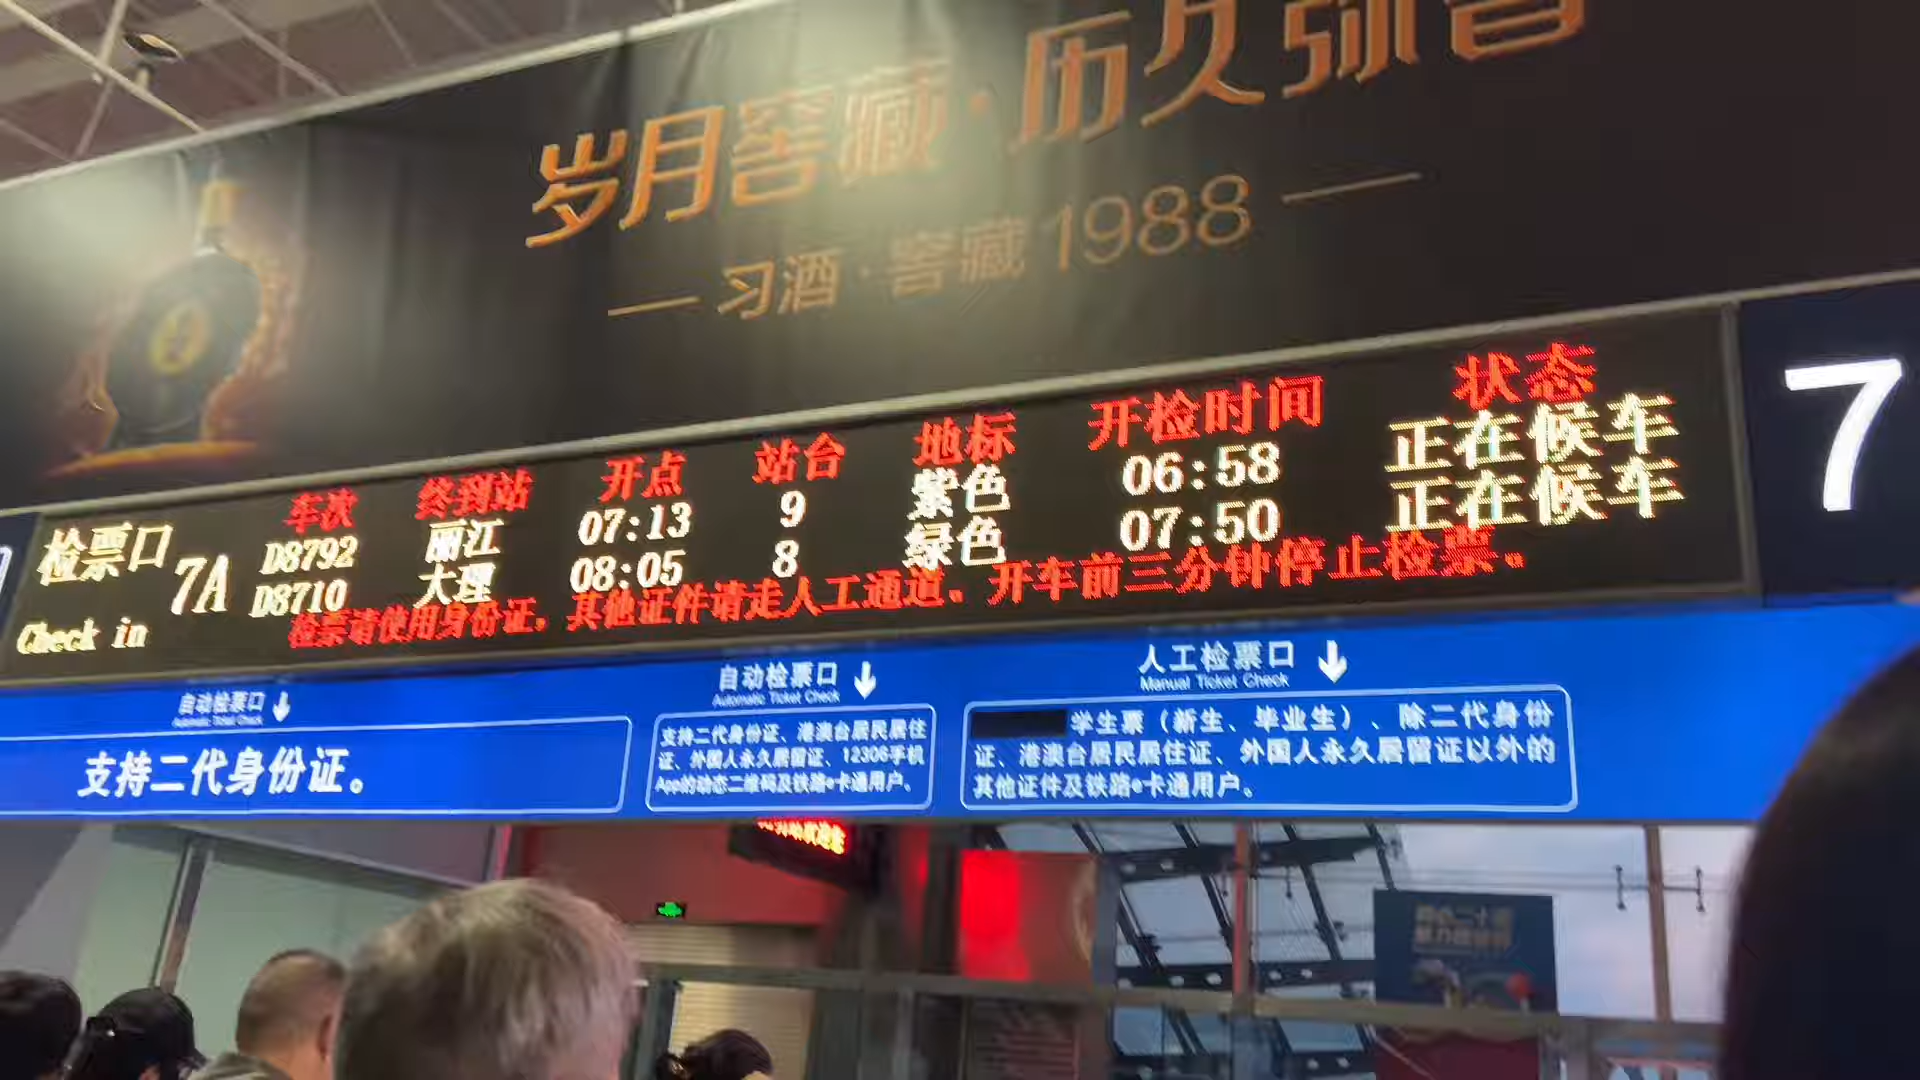 岁月窖藏·历久弥香
习酒·窖藏1988
7
检票口 7A
Check in
车次 终到站 开点 站台 地标 开检时间 状态
D8792 丽江 07:13 9 紫色 06:58 正在候车
D8710 大理 08:05 8 绿色 07:50 正在候车
检票请使用身份证，其他证件请走人工通道。开车前三分钟停止检票。
自动检票口
Automatic Ticket Check
支持二代身份证。
自动检票口
Automatic Ticket Check
支持二代身份证、港澳台居民居住
证、外国人永久居留证、12306手机
App的动态二维码及铁路e卡通用户。
人工检票口
Manual Ticket Check
学生票（新生、毕业生）、除二代身份
证、港澳台居民居住证、外国人永久居留证以外的
其他证件及铁路e卡通用户。